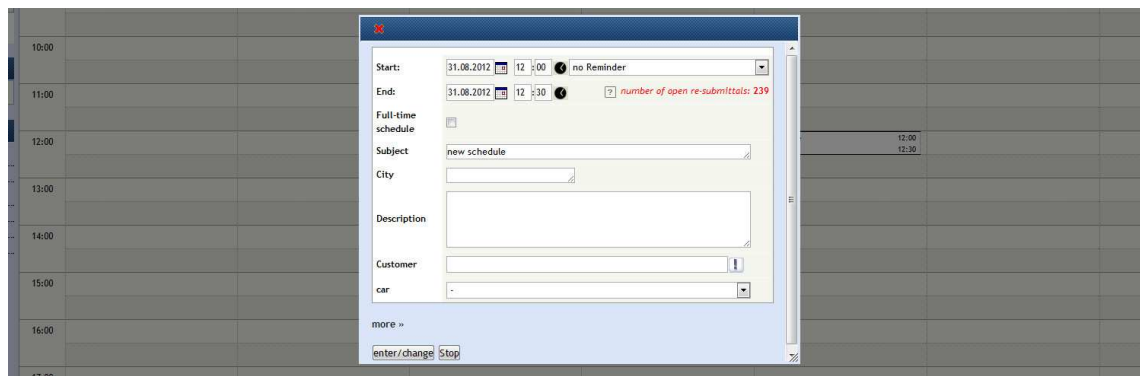 10:00
11:00
12:00
13:00
14:00
15:00
16:00
Start: 31.08.2012 12 : 00 no Reminder
End: 31.08.2012 12 : 30 ? number of open re-submittals: 239
Full-time
schedule
Subject new schedule
City
Description
Customer !
car -
more »
enter/change Stop
12:00
12:30